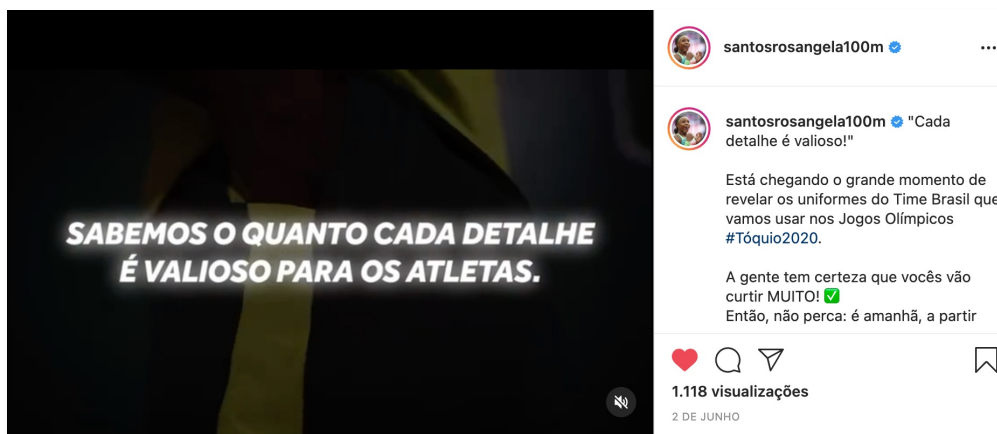 SABEMOS O QUANTO CADA DETALHE
É VALIOSO PARA OS ATLETAS.
santosrosangela100m
santosrosangela100m "Cada
detalhe é valioso!"
Está chegando o grande momento de
revelar os uniformes do Time Brasil que
vamos usar nos Jogos Olímpicos
#Tóquio2020.
A gente tem certeza que vocês vão
curtir MUITO! ✅
Então, não perca: é amanhã, a partir
1.118 visualizações
2 DE JUNHO